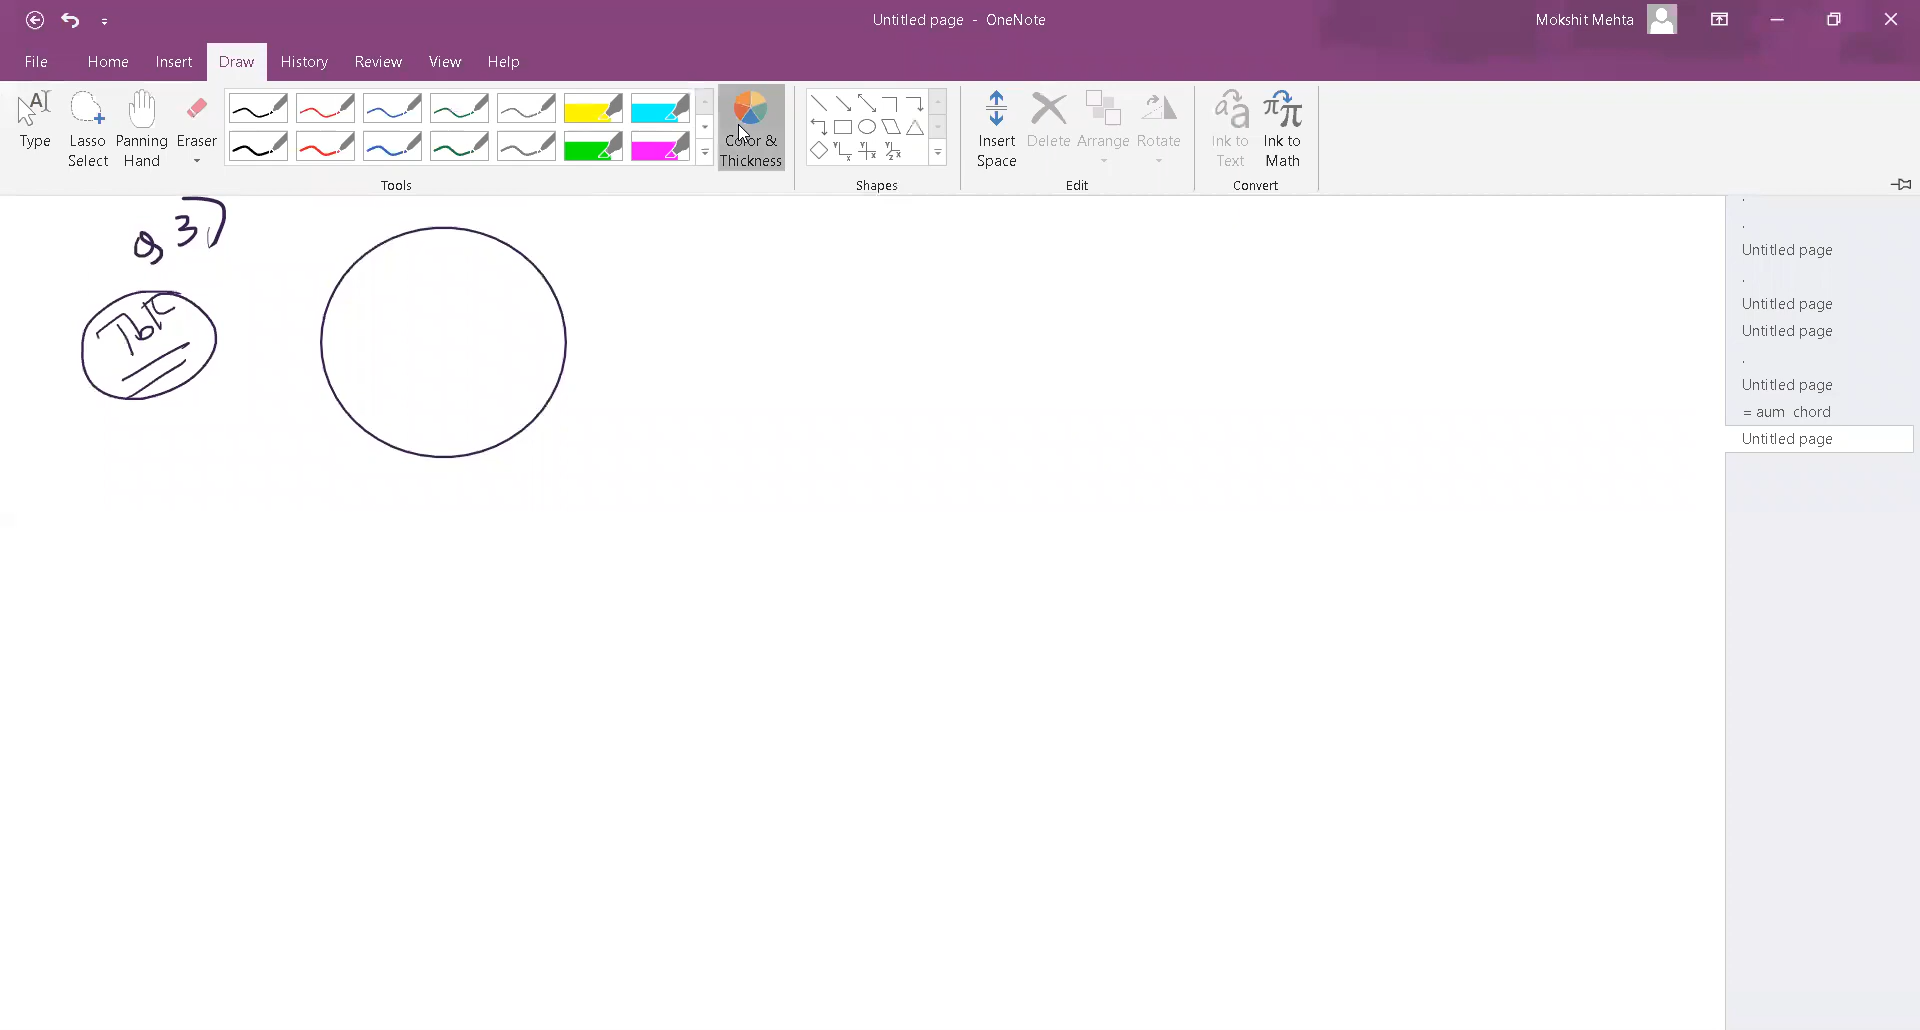 Untitled page - OneNote
Mokshit Mehta
File Home Insert Draw History Review View Help
Type
Lasso Select
Panning Hand
Eraser
Color & Thickness
Insert Space
Delete
Arrange
Rotate
Ink to Text
Ink to Math
Tools
Shapes
Edit
Convert
Q 3)
.
.
Untitled page
.
Untitled page
Untitled page
.
Untitled page
= aum chord
Untitled page